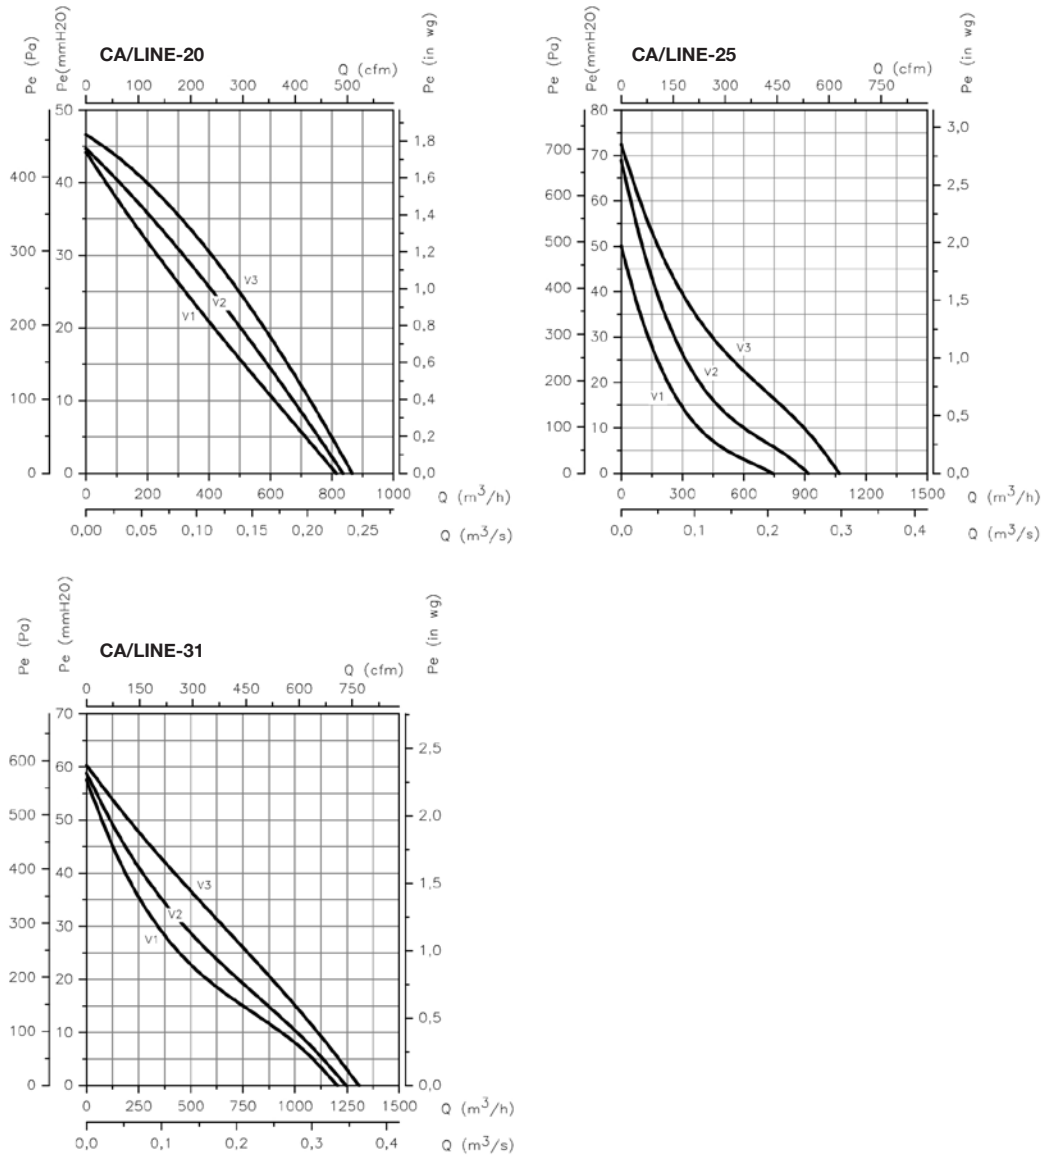 CA/LINE-20
Pe (Pa)
Pe(mmH20)
Pe (in wg)
Q (cfm)
0 100 200 300 400 500
50
40
30
20
10
0
400
300
200
100
0
1,8
1,6
1,4
1,2
1,0
0,8
0,6
0,4
0,2
0,0
V3
V2
V1
0 200 400 600 800 1000 Q (m3/h)
0,00 0,05 0,10 0,15 0,20 0,25 Q (m3/s)
CA/LINE-25
Pe (Pa)
Pe(mmH20)
Pe (in wg)
Q (cfm)
0 150 300 450 600 750
80
70
60
50
40
30
20
10
0
700
600
500
400
300
200
100
0
3,0
2,5
2,0
1,5
1,0
0,5
0,0
V3
V2
V1
0 300 600 900 1200 1500 Q (m3/h)
0,0 0,1 0,2 0,3 0,4 Q (m3/s)
CA/LINE-31
Pe (Pa)
Pe (mmH20)
Pe (in wg)
Q (cfm)
0 150 300 450 600 750
70
60
50
40
30
20
10
0
600
500
400
300
200
100
0
2,5
2,0
1,5
1,0
0,5
0,0
V3
V2
V1
0 250 500 750 1000 1250 1500 Q (m3/h)
0,0 0,1 0,2 0,3 0,4 Q (m3/s)